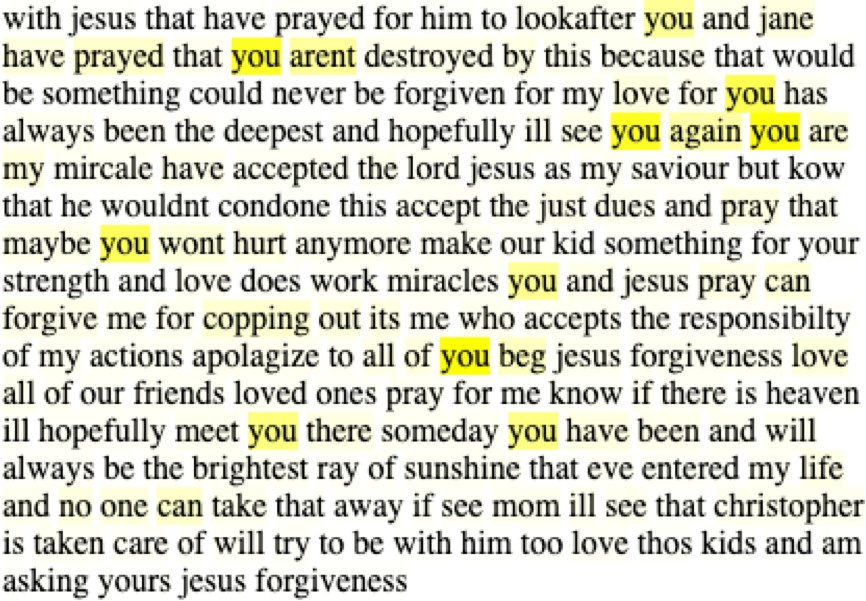 with jesus that have prayed for him to lookafter you and jane
have prayed that you arent destroyed by this because that would
be something could never be forgiven for my love for you has
always been the deepest and hopefully ill see you again you are
my mircale have accepted the lord jesus as my saviour but kow
that he wouldnt condone this accept the just dues and pray that
maybe you wont hurt anymore make our kid something for your
strength and love does work miracles you and jesus pray can
forgive me for copping out its me who accepts the responsibilty
of my actions apolagize to all of you beg jesus forgiveness love
all of our friends loved ones pray for me know if there is heaven
ill hopefully meet you there someday you have been and will
always be the brightest ray of sunshine that eve entered my life
and no one can take that away if see mom ill see that christopher
is taken care of will try to be with him too love thos kids and am
asking yours jesus forgiveness